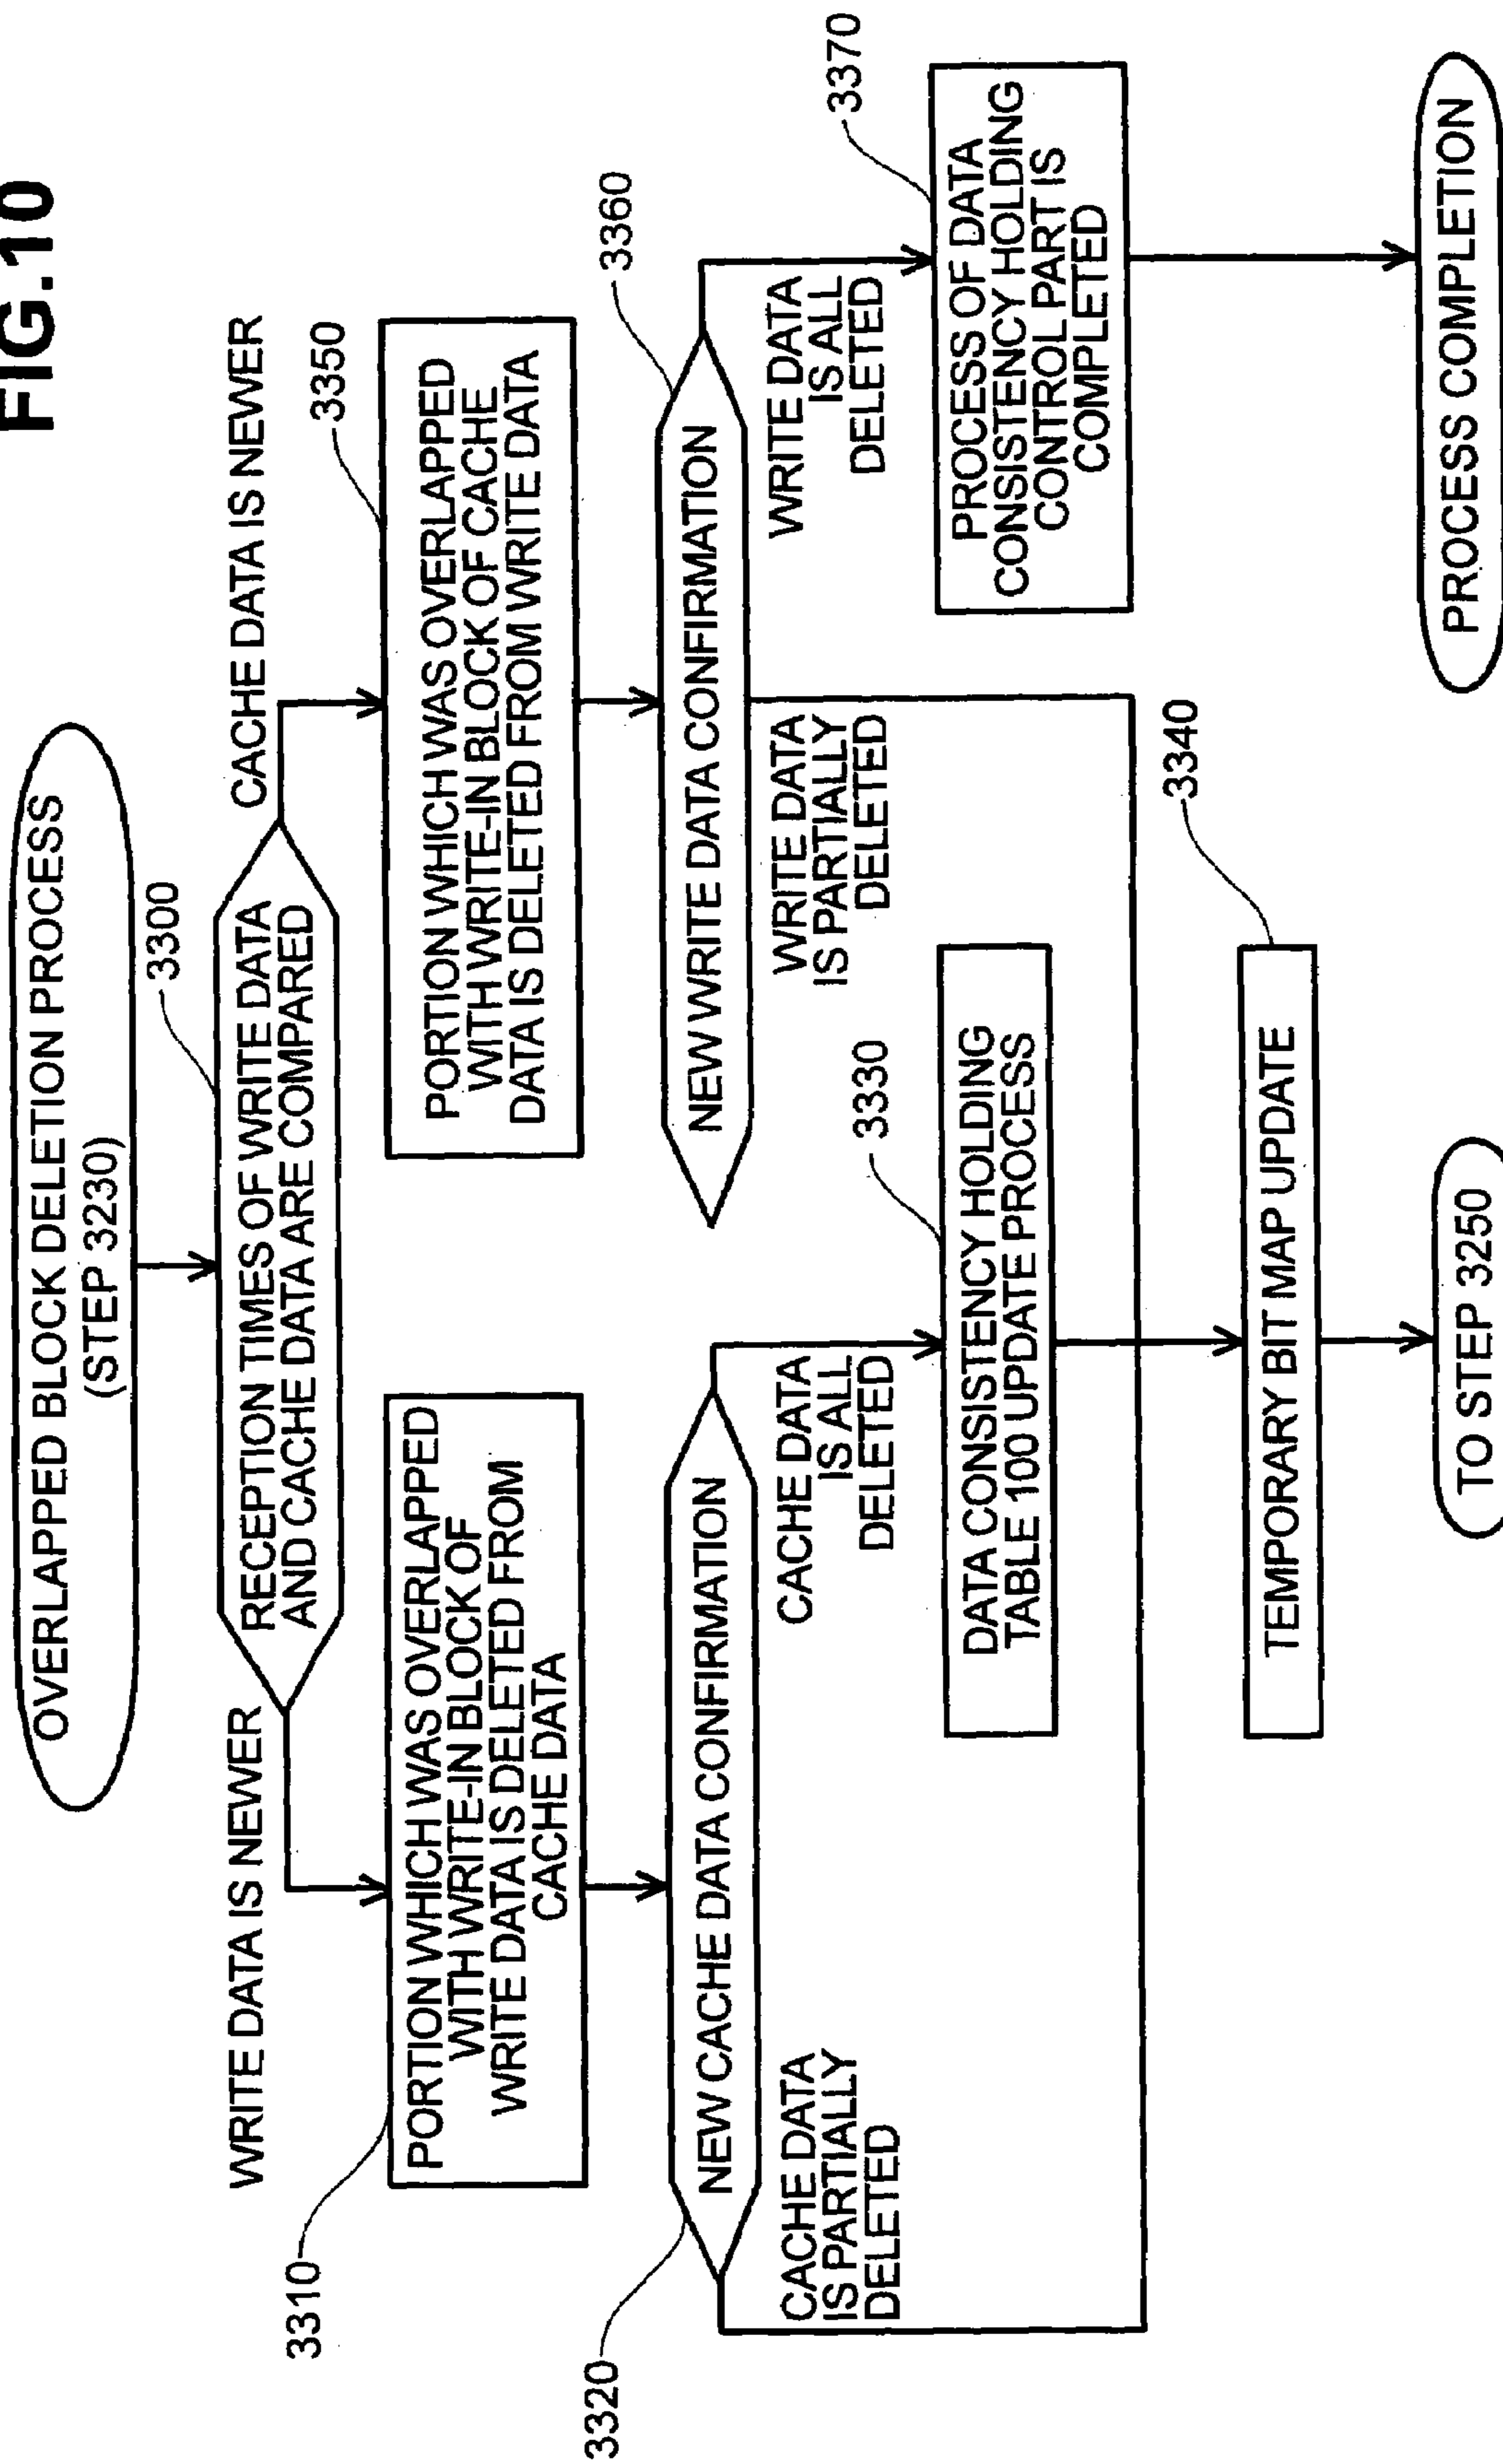 FIG.10
OVERLAPPED BLOCK DELETION PROCESS
(STEP 3230)
3300
RECEPTION TIMES OF WRITE DATA
AND CACHE DATA ARE COMPARED
WRITE DATA IS NEWER
CACHE DATA IS NEWER
3310
PORTION WHICH WAS OVERLAPPED
WITH WRITE-IN BLOCK OF
WRITE DATA IS DELETED FROM
CACHE DATA
3350
PORTION WHICH WAS OVERLAPPED
WITH WRITE-IN BLOCK OF CACHE
DATA IS DELETED FROM WRITE DATA
3320
NEW CACHE DATA CONFIRMATION
3360
NEW WRITE DATA CONFIRMATION
CACHE DATA
IS PARTIALLY
DELETED
CACHE DATA
IS ALL
DELETED
WRITE DATA
IS PARTIALLY
DELETED
WRITE DATA
IS ALL
DELETED
3330
DATA CONSISTENCY HOLDING
TABLE 100 UPDATE PROCESS
3370
PROCESS OF DATA
CONSISTENCY HOLDING
CONTROL PART IS
COMPLETED
3340
TEMPORARY BIT MAP UPDATE
TO STEP 3250
PROCESS COMPLETION